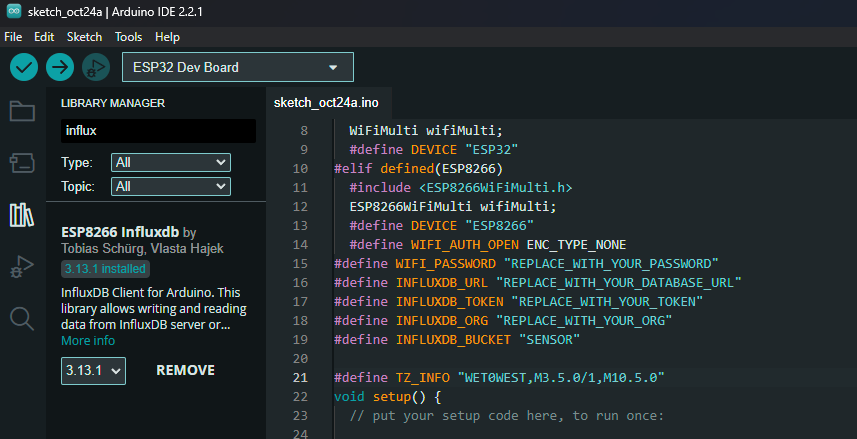 sketch_oct24a | Arduino IDE 2.2.1
File Edit Sketch Tools Help
ESP32 Dev Board
LIBRARY MANAGER
influx
Type: All
Topic: All
ESP8266 Influxdb by
Tobias Schürg, Vlasta Hajek
3.13.1 installed
InfluxDB Client for Arduino. This
library allows writing and reading
data from InfluxDB server or...
More info
3.13.1 REMOVE
sketch_oct24a.ino
8 WiFiMulti wifiMulti;
9 #define DEVICE "ESP32"
10 #elif defined(ESP8266)
11 #include <ESP8266WiFiMulti.h>
12 ESP8266WiFiMulti wifiMulti;
13 #define DEVICE "ESP8266"
14 #define WIFI_AUTH_OPEN ENC_TYPE_NONE
15 #define WIFI_PASSWORD "REPLACE_WITH_YOUR_PASSWORD"
16 #define INFLUXDB_URL "REPLACE_WITH_YOUR_DATABASE_URL"
17 #define INFLUXDB_TOKEN "REPLACE_WITH_YOUR_TOKEN"
18 #define INFLUXDB_ORG "REPLACE_WITH_YOUR_ORG"
19 #define INFLUXDB_BUCKET "SENSOR"
20
21 #define TZ_INFO "WET0WEST,M3.5.0/1,M10.5.0"
22 void setup() {
23 // put your setup code here, to run once:
24